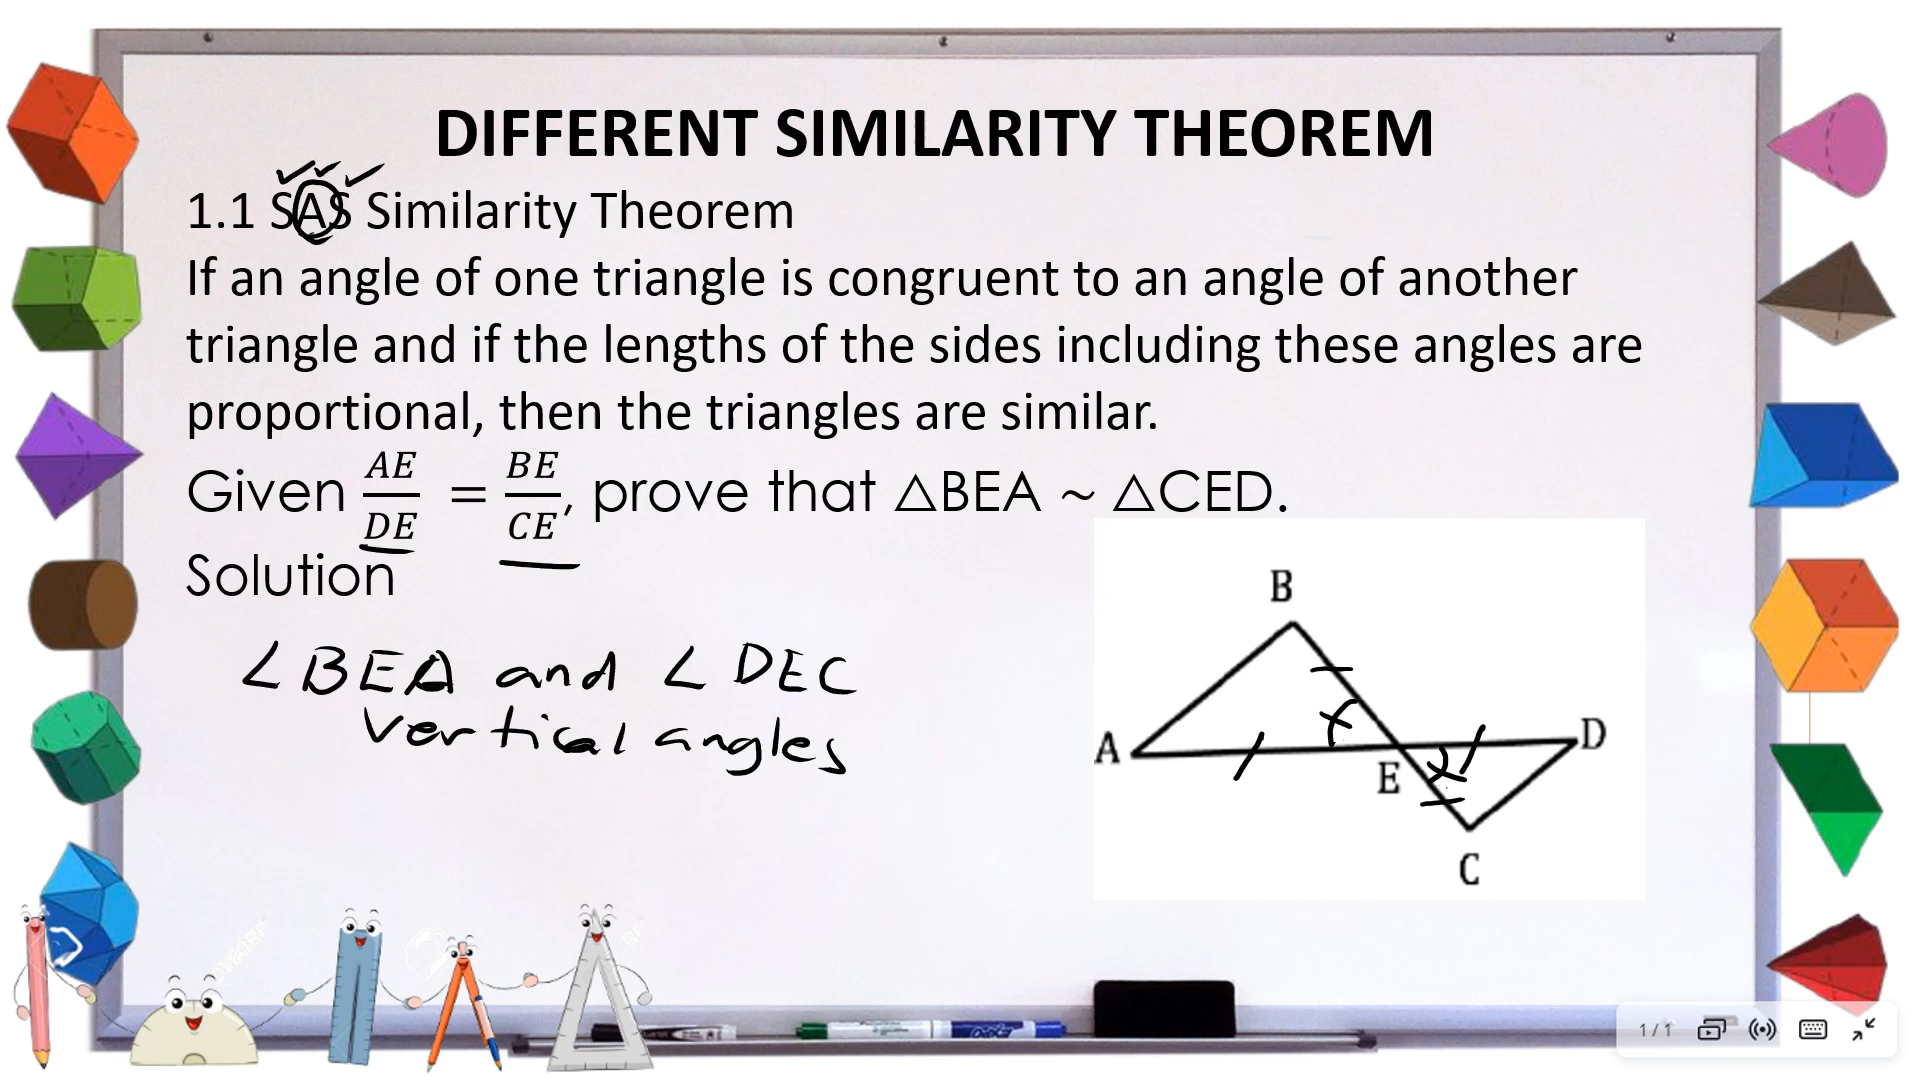 DIFFERENT SIMILARITY THEOREM
1.1 SAS Similarity Theorem
If an angle of one triangle is congruent to an angle of another
triangle and if the lengths of the sides including these angles are
proportional, then the triangles are similar.
Given AE/DE = BE/CE, prove that △BEA ~ △CED.
Solution
∠BEA and ∠DEC
vertical angles
B
A
D
E
C
1/1